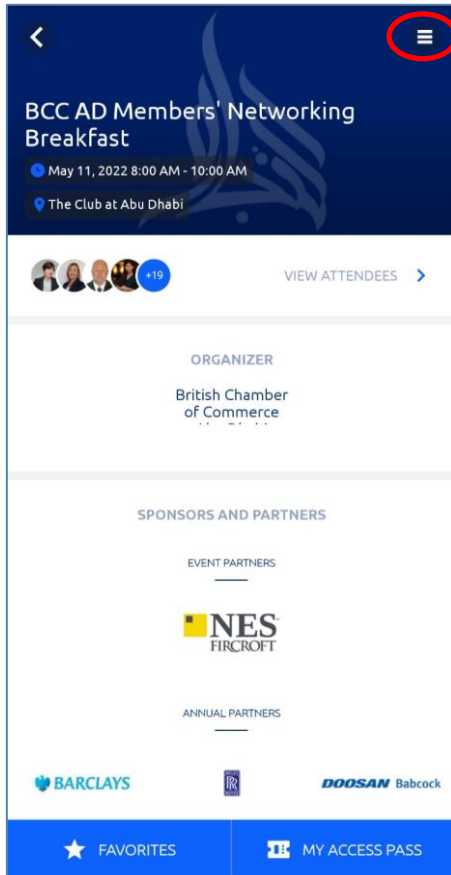 BCC AD Members' Networking
Breakfast
May 11, 2022 8:00 AM - 10:00 AM
The Club at Abu Dhabi
+19
VIEW ATTENDEES
ORGANIZER
British Chamber
of Commerce
SPONSORS AND PARTNERS
EVENT PARTNERS
NES
FIRCROFT
ANNUAL PARTNERS
BARCLAYS
RR
DOOSAN Babcock
FAVORITES
MY ACCESS PASS